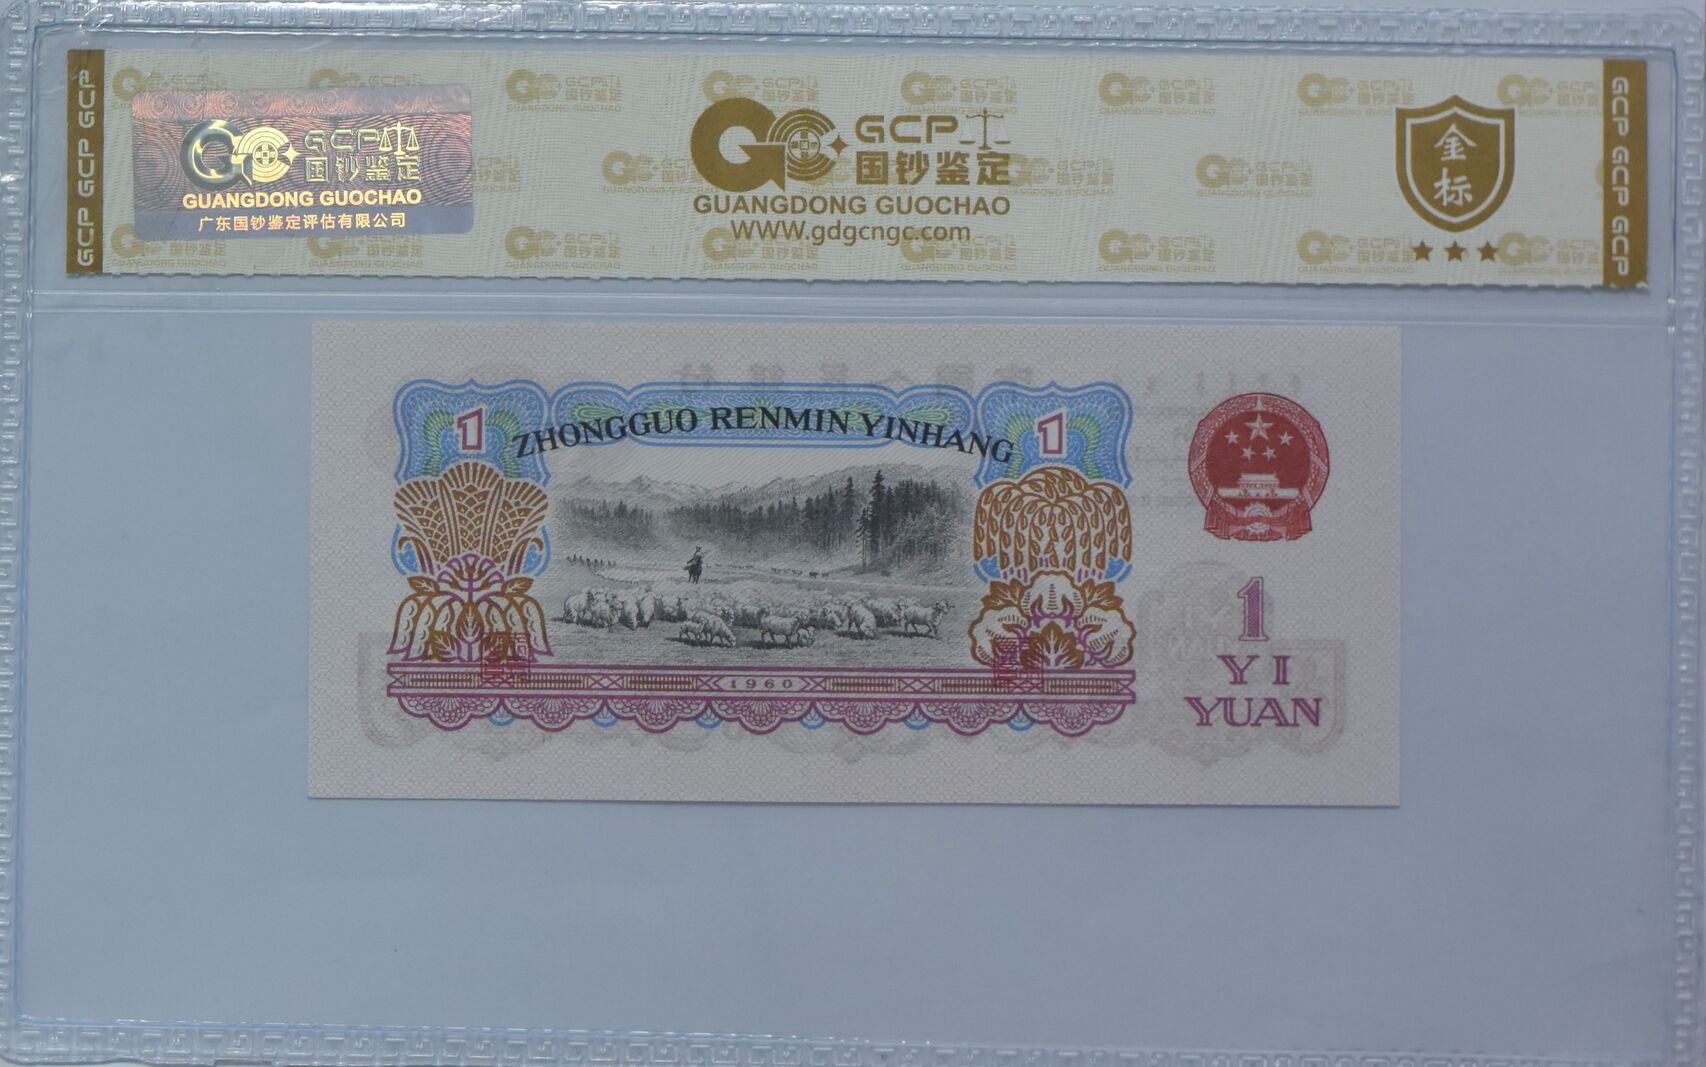 GCP GCP GCP
GCP
国钞鉴定
GUANGDONG GUOCHAO
广东国钞鉴定评估有限公司
GCP
国钞鉴定
GUANGDONG GUOCHAO
www.gdgcngc.com
金标
GCP GCP GCP
1
ZHONGGUO RENMIN YINHANG
1
1960
1
YI
YUAN